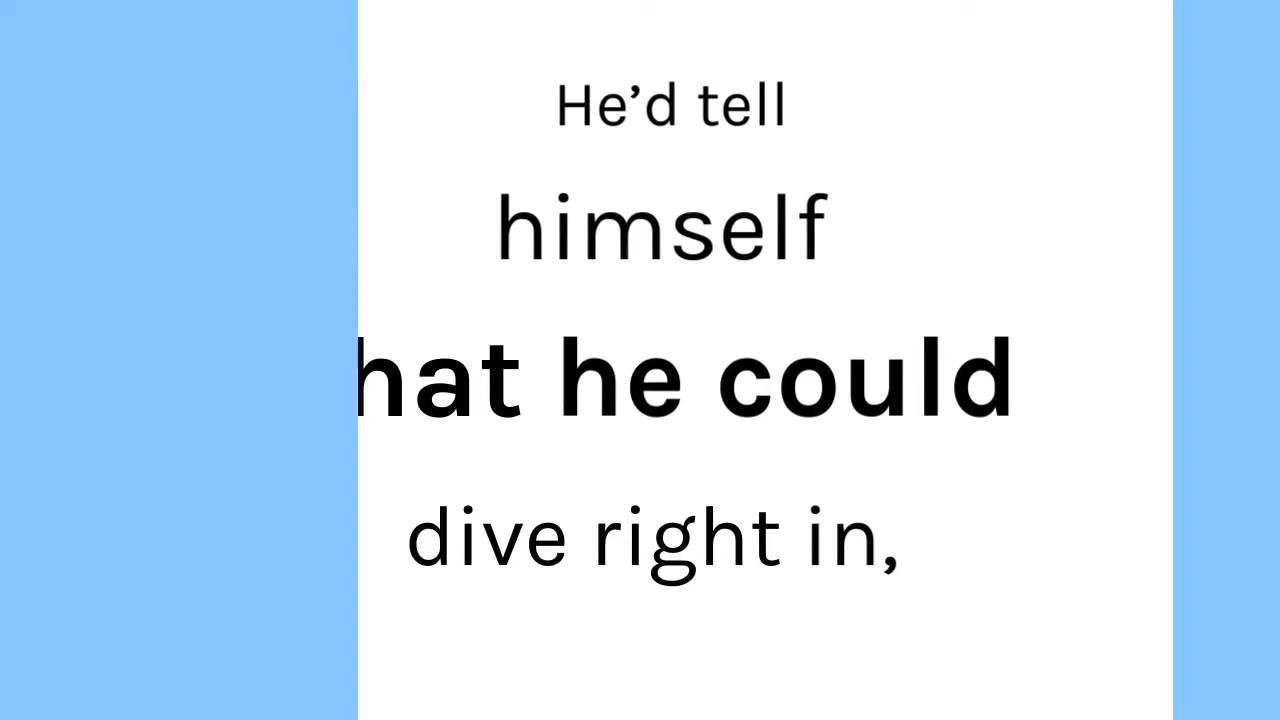 He’d tell
himself
hat he could
dive right in,